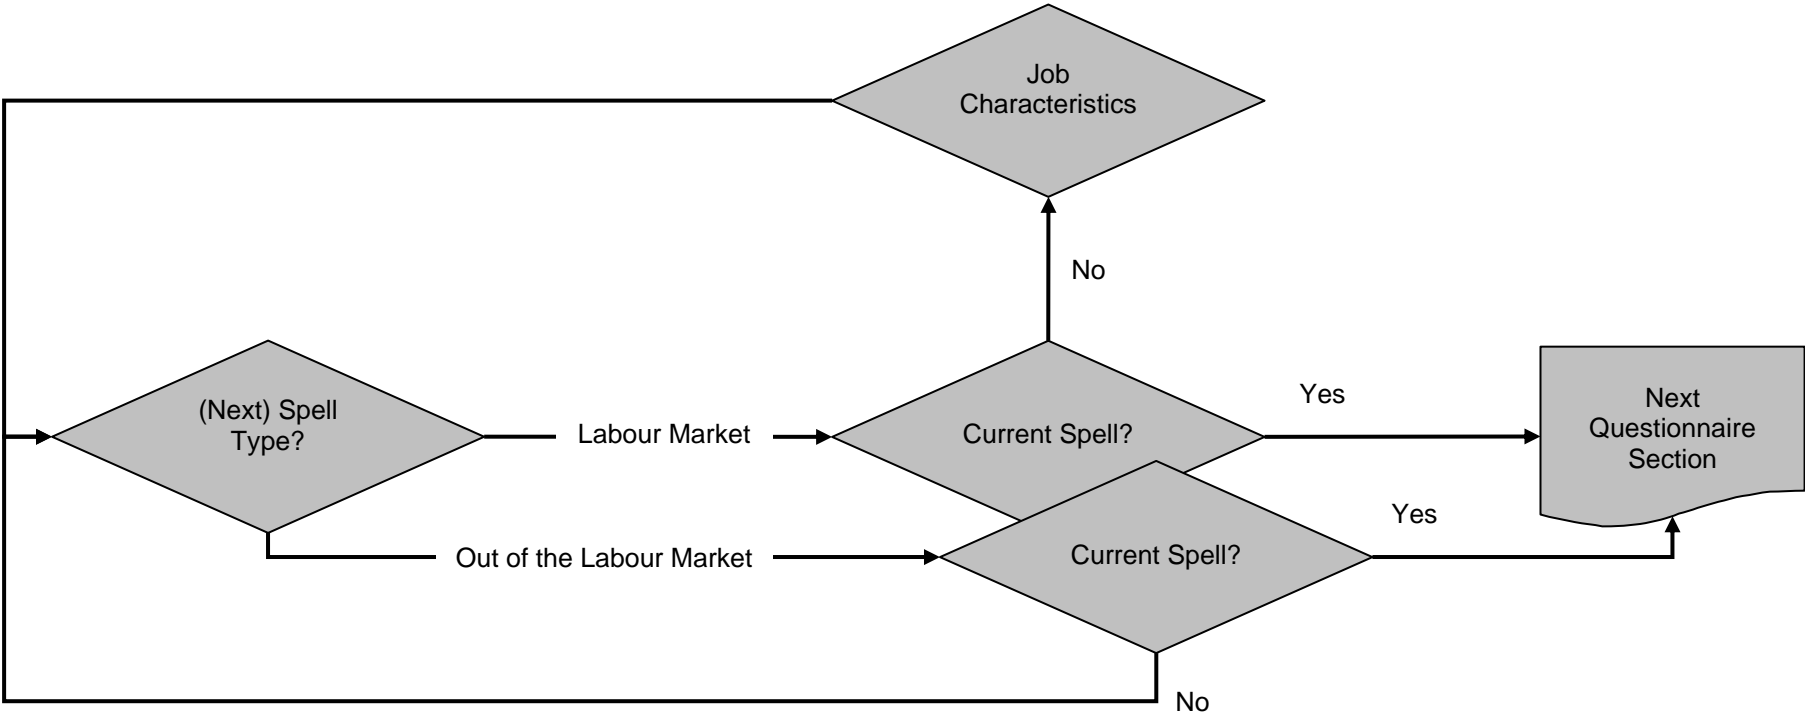 Job
Characteristics
No
(Next) Spell
Type?
Labour Market
Current Spell?
Yes
Next
Questionnaire
Section
Out of the Labour Market
Current Spell?
Yes
No